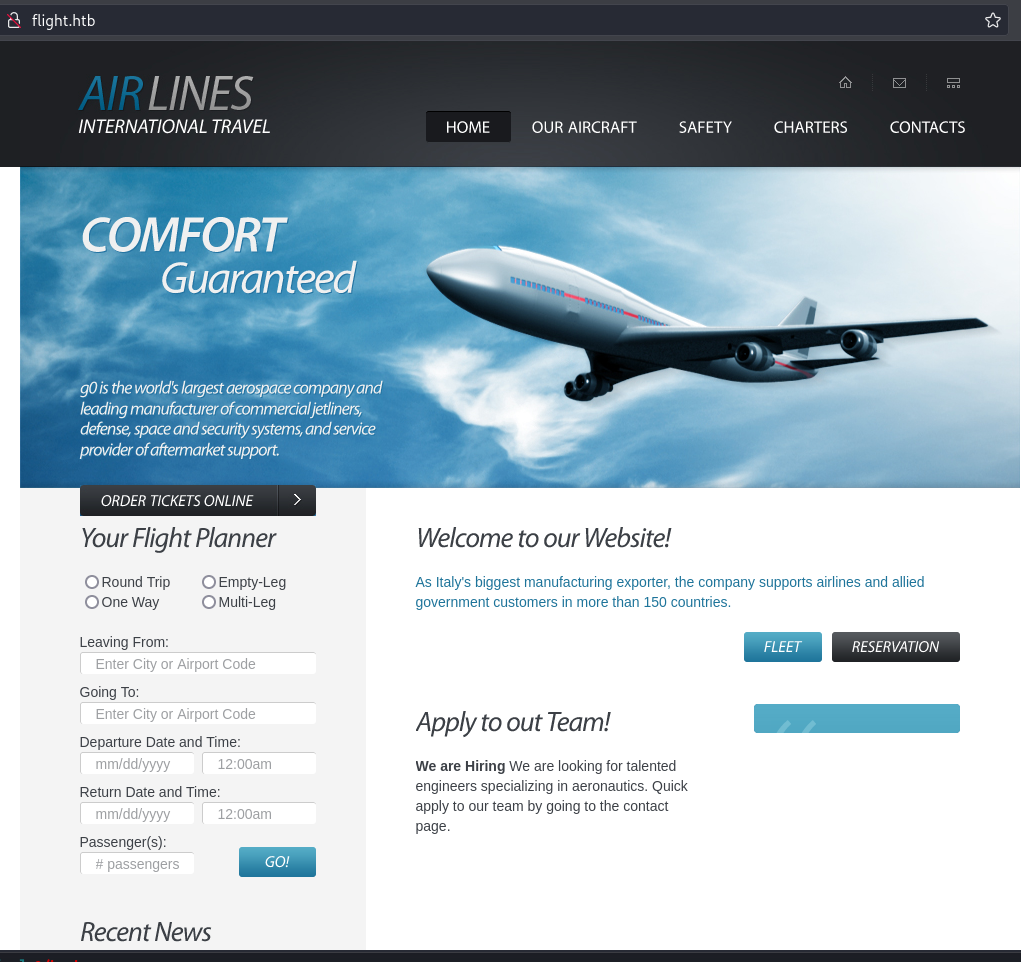 flight.htb
AIR LINES
INTERNATIONAL TRAVEL
HOME OUR AIRCRAFT SAFETY CHARTERS CONTACTS
COMFORT
Guaranteed
g0 is the world's largest aerospace company and
leading manufacturer of commercial jetliners,
defense, space and security systems, and service
provider of aftermarket support.
ORDER TICKETS ONLINE
Your Flight Planner
Round Trip Empty-Leg
One Way Multi-Leg
Leaving From:
Enter City or Airport Code
Going To:
Enter City or Airport Code
Departure Date and Time:
mm/dd/yyyy 12:00am
Return Date and Time:
mm/dd/yyyy 12:00am
Passenger(s):
# passengers GO!
Recent News
Welcome to our Website!
As Italy's biggest manufacturing exporter, the company supports airlines and allied
government customers in more than 150 countries.
FLEET RESERVATION
Apply to out Team!
We are Hiring We are looking for talented
engineers specializing in aeronautics. Quick
apply to our team by going to the contact
page.